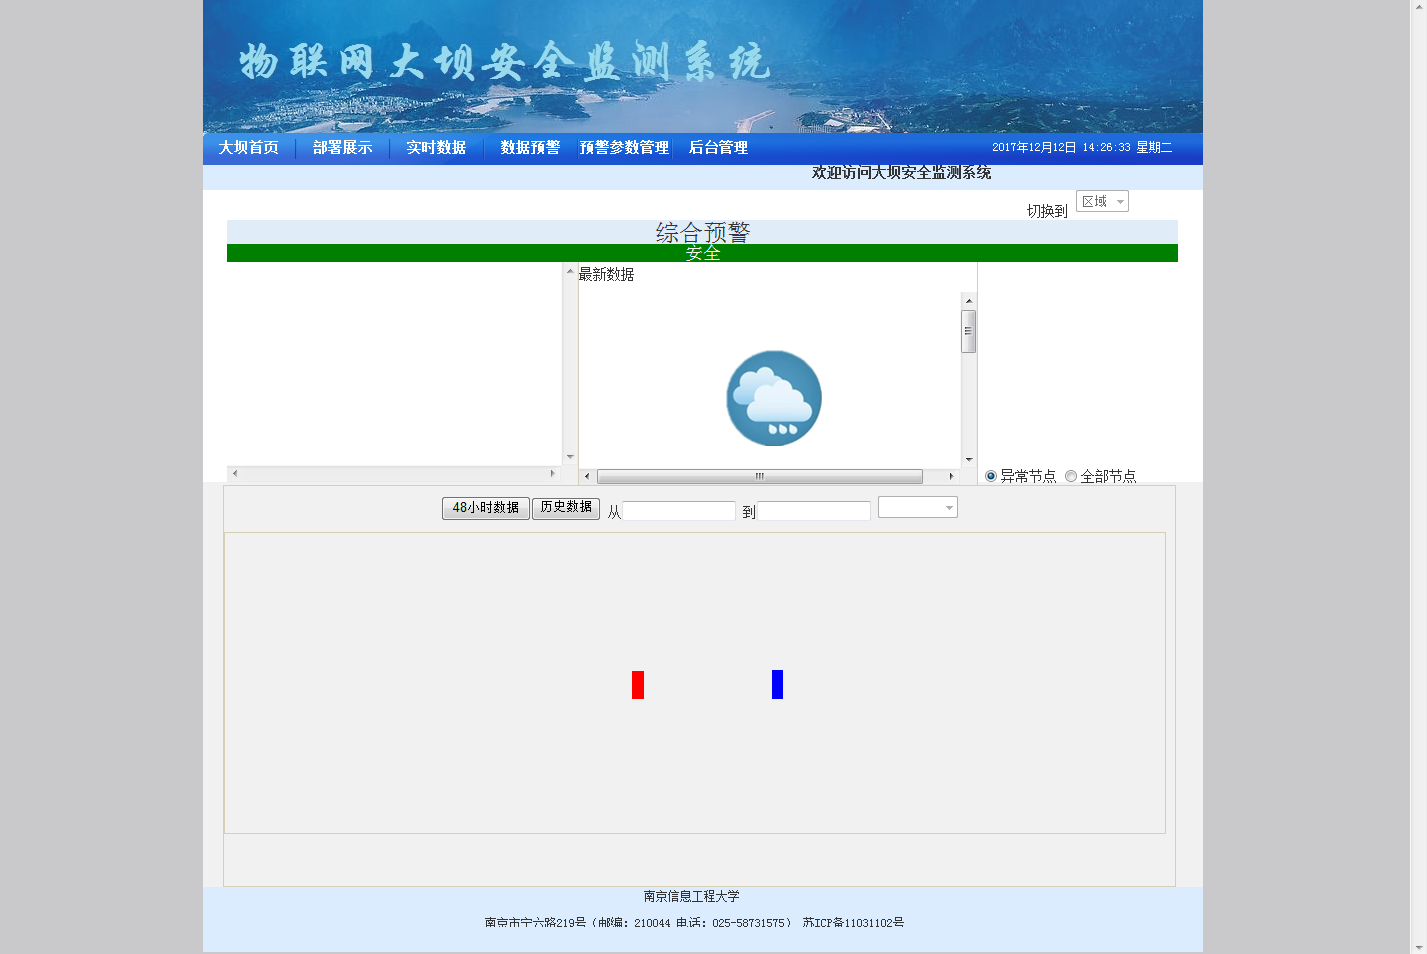 物联网大坝安全监测系统
大坝首页 部署展示 实时数据 数据预警 预警参数管理 后台管理 2017年12月12日 14:26:33 星期二
欢迎访问大坝安全监测系统
切换到 区域
综合预警
安全
最新数据
异常节点 全部节点
48小时数据 历史数据 从 到
南京信息工程大学
南京市宁六路219号（邮编：210044 电话：025-58731575） 苏ICP备11031102号